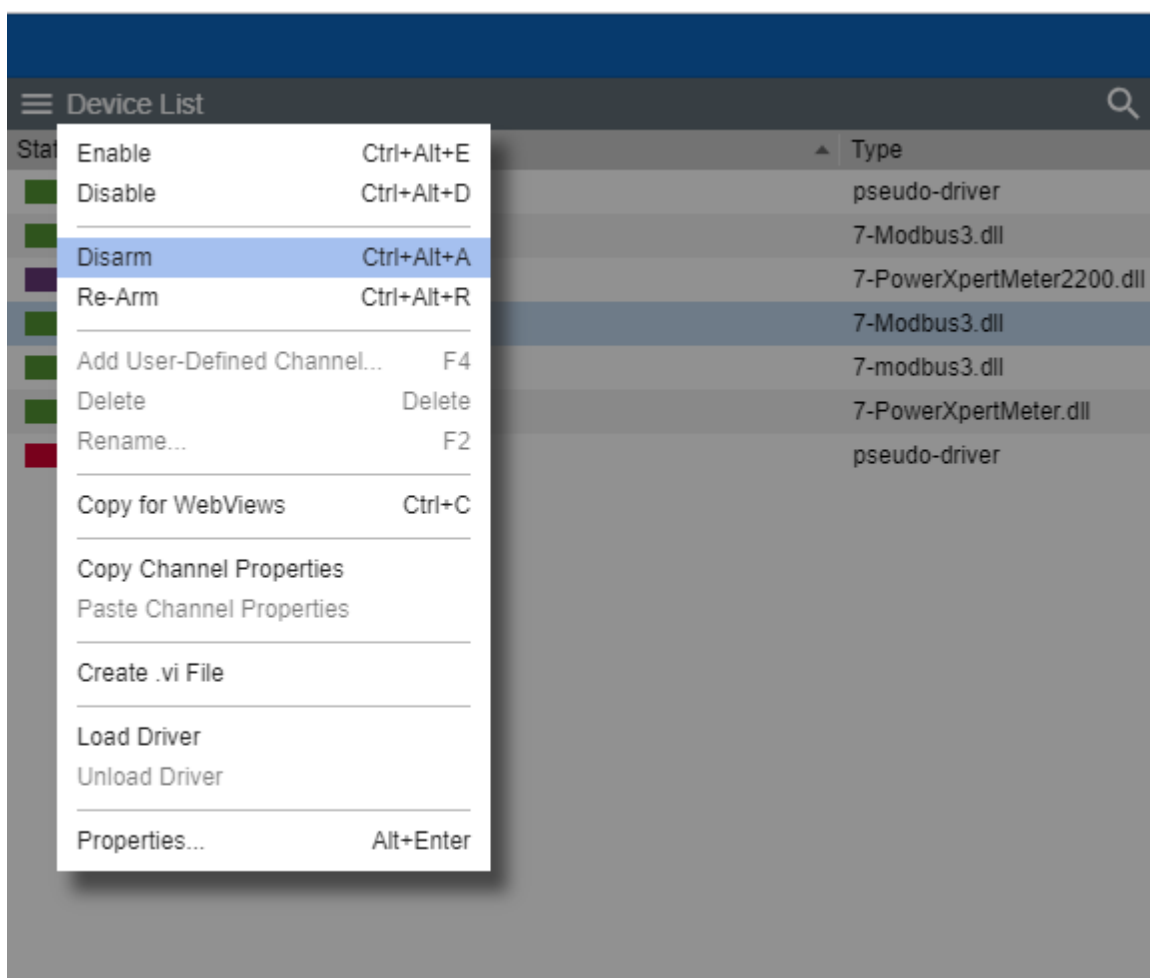 Device List
Stat
Type
Enable Ctrl+Alt+E
Disable Ctrl+Alt+D
Disarm Ctrl+Alt+A
Re-Arm Ctrl+Alt+R
Add User-Defined Channel... F4
Delete Delete
Rename... F2
Copy for WebViews Ctrl+C
Copy Channel Properties
Paste Channel Properties
Create .vi File
Load Driver
Unload Driver
Properties... Alt+Enter
pseudo-driver
7-Modbus3.dll
7-PowerXpertMeter2200.dll
7-Modbus3.dll
7-modbus3.dll
7-PowerXpertMeter.dll
pseudo-driver